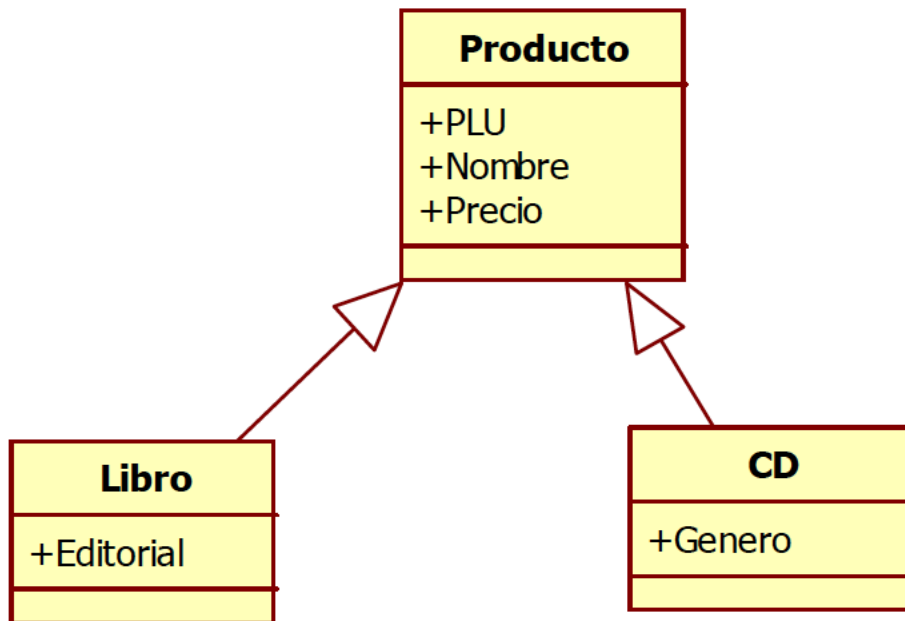 Producto
+PLU
+Nombre
+Precio
Libro
+Editorial
CD
+Genero